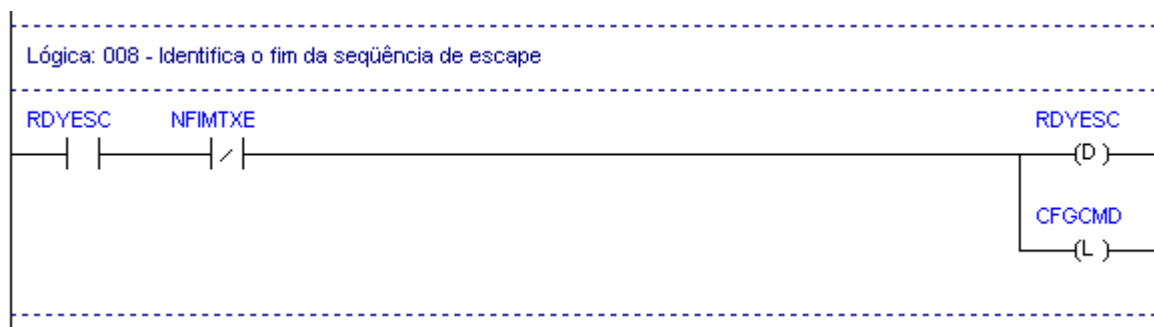 Lógica: 008 - Identifica o fim da seqüência de escape
RDYESC NFIMTXE RDYESC
(D)
CFGCMD
(L)